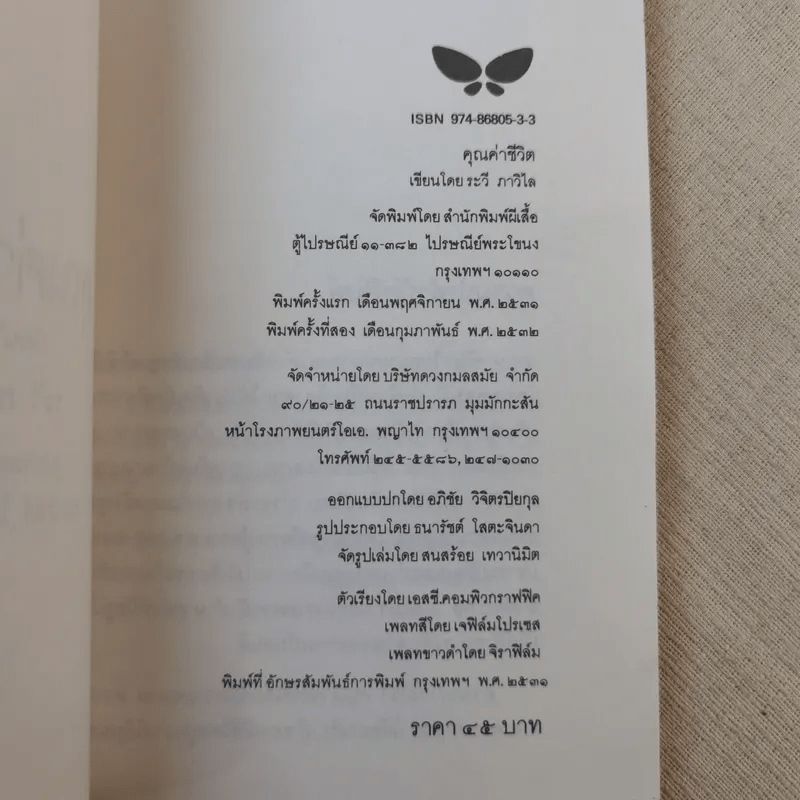 ISBN 974-86805-3-3
คุณค่าชีวิต
เขียนโดย ระวี ภาวิไล
จัดพิมพ์โดย สำนักพิมพ์ผีเสื้อ
ตู้ไปรษณีย์ ๑๑-๓๘๒ ไปรษณีย์พระโขนง
กรุงเทพฯ ๑๐๑๑๐
พิมพ์ครั้งแรก เดือนพฤศจิกายน พ.ศ. ๒๕๓๑
พิมพ์ครั้งที่สอง เดือนกุมภาพันธ์ พ.ศ. ๒๕๓๒
จัดจำหน่ายโดย บริษัทดวงกมลสมัย จำกัด
๙๐/๒๑-๒๕ ถนนราชปรารภ มุมมักกะสัน
หน้าโรงภาพยนตร์โอเอ. พญาไท กรุงเทพฯ ๑๐๔๐๐
โทรศัพท์ ๒๔๕-๕๕๘๖, ๒๔๗-๑๐๓๐
ออกแบบปกโดย อภิชัย วิจิตรปิยกุล
รูปประกอบโดย ธนารัชต์ โสตะจินดา
จัดรูปเล่มโดย สนสร้อย เทวานิมิต
ตัวเรียงโดย เอสซี.คอมพิวกราฟฟิค
เพลทสีโดย เจฟิล์มโปรเซส
เพลทขาวดำโดย จิราฟิล์ม
พิมพ์ที่ อักษรสัมพันธ์การพิมพ์ กรุงเทพฯ พ.ศ. ๒๕๓๑
ราคา ๔๕ บาท